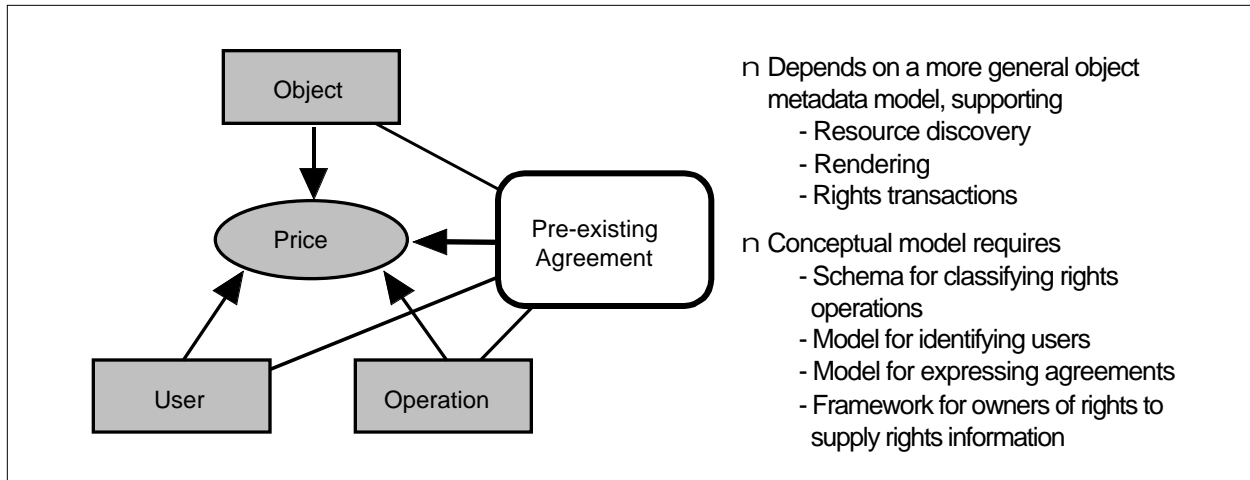 Object
Price
Pre-existing
Agreement
User
Operation
n Depends on a more general object
metadata model, supporting
- Resource discovery
- Rendering
- Rights transactions
n Conceptual model requires
- Schema for classifying rights
operations
- Model for identifying users
- Model for expressing agreements
- Framework for owners of rights to
supply rights information